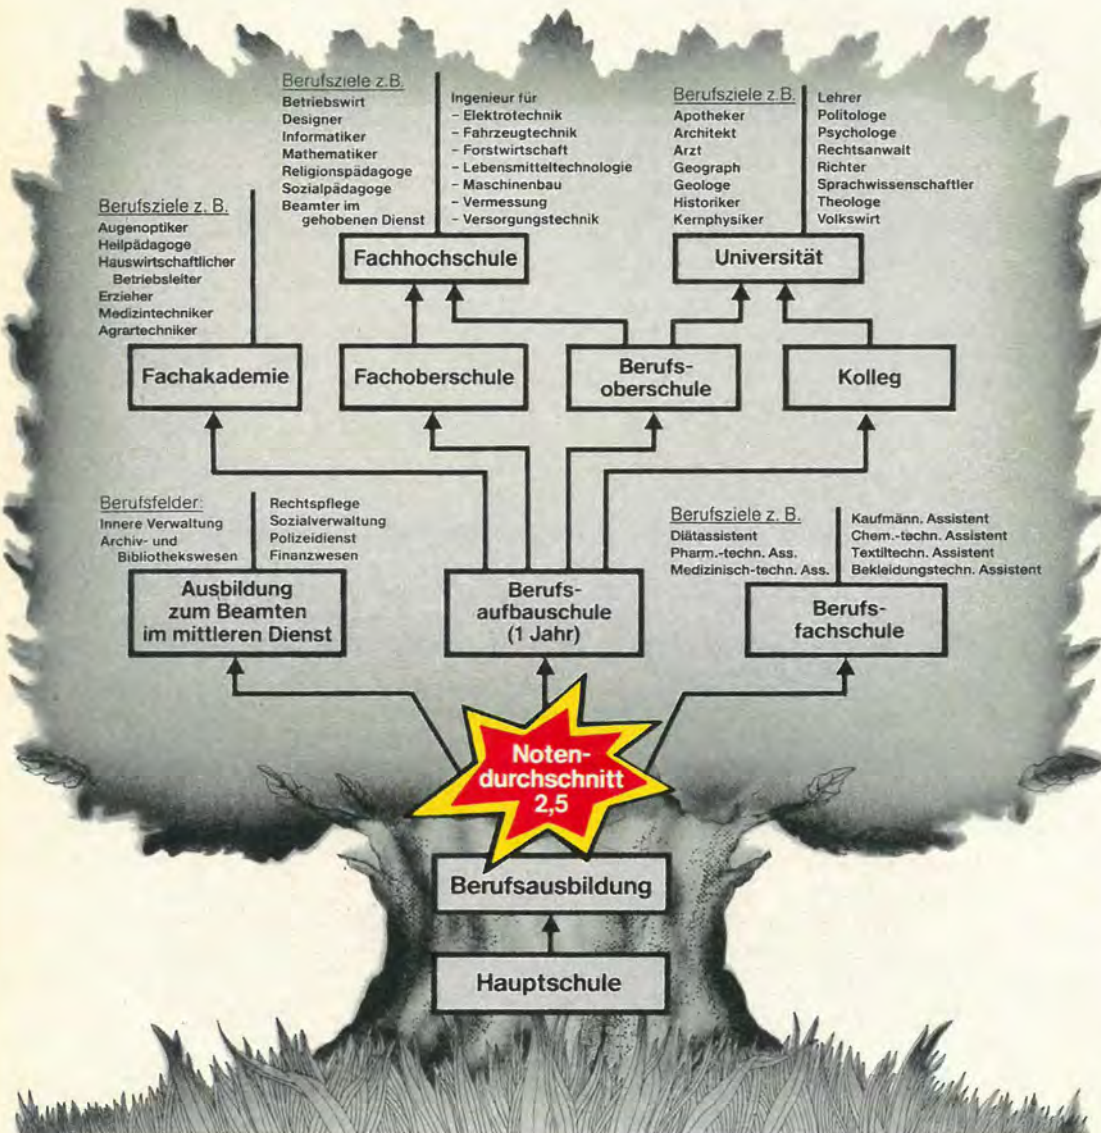 Berufsziele z.B.
Betriebswirt
Designer
Informatiker
Mathematiker
Religionspädagoge
Sozialpädagoge
Beamter im
gehobenen Dienst
Ingenieur für
- Elektrotechnik
- Fahrzeugtechnik
- Forstwirtschaft
- Lebensmitteltechnologie
- Maschinenbau
- Vermessung
- Versorgungstechnik
Fachhochschule
Berufsziele z.B.
Apotheker
Architekt
Arzt
Geograph
Geologe
Historiker
Kernphysiker
Lehrer
Politologe
Psychologe
Rechtsanwalt
Richter
Sprachwissenschaftler
Theologe
Volkswirt
Universität
Berufsziele z. B.
Augenoptiker
Heilpädagoge
Hauswirtschaftlicher
Betriebsleiter
Erzieher
Medizintechniker
Agrartechniker
Fachakademie
Fachoberschule
Berufs-
oberschule
Kolleg
Berufsfelder:
Innere Verwaltung
Archiv- und
Bibliothekswesen
Rechtspflege
Sozialverwaltung
Polizeidienst
Finanzwesen
Ausbildung
zum Beamten
im mittleren Dienst
Berufs-
aufbauschule
(1 Jahr)
Berufsziele z. B.
Diätassistent
Pharm.-techn. Ass.
Medizinisch-techn. Ass.
Kaufmänn. Assistent
Chem.-techn. Assistent
Textiltechn. Assistent
Bekleidungstechn. Assistent
Berufs-
fachschule
Noten-
durchschnitt
2,5
Berufsausbildung
Hauptschule